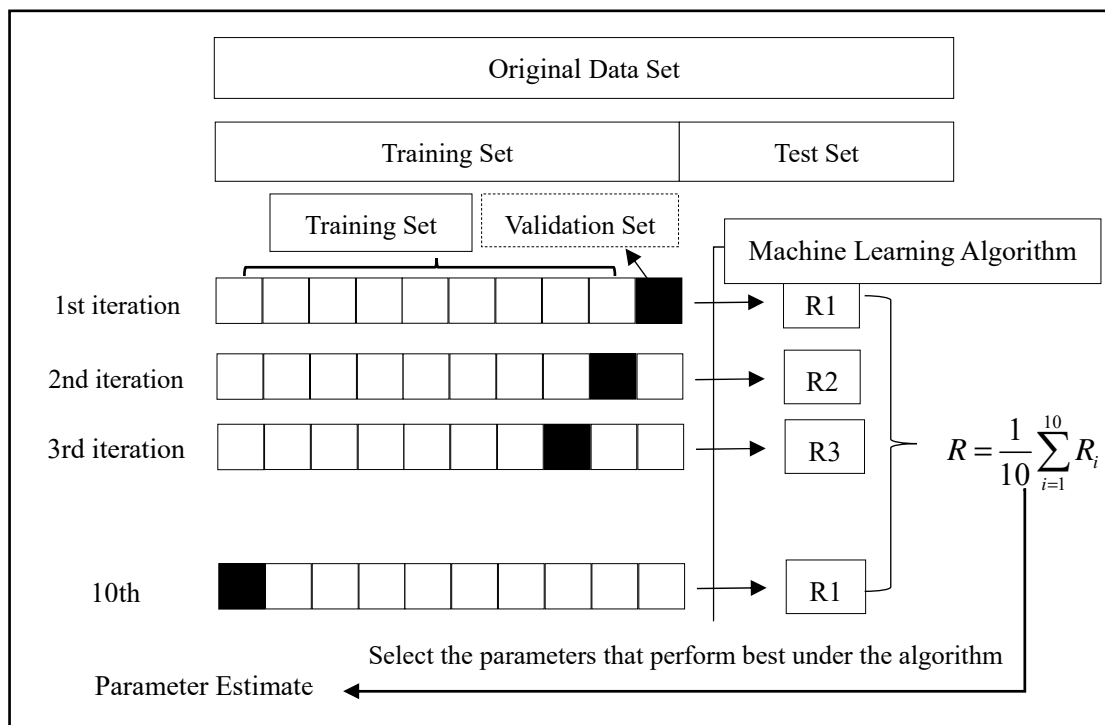 Original Data Set
Training Set
Test Set
Training Set
Validation Set
Machine Learning Algorithm
1st iteration
R1
2nd iteration
R2
3rd iteration
R3
R = 1/10 \sum_{i=1}^{10} R_i
10th
R1
Select the parameters that perform best under the algorithm
Parameter Estimate